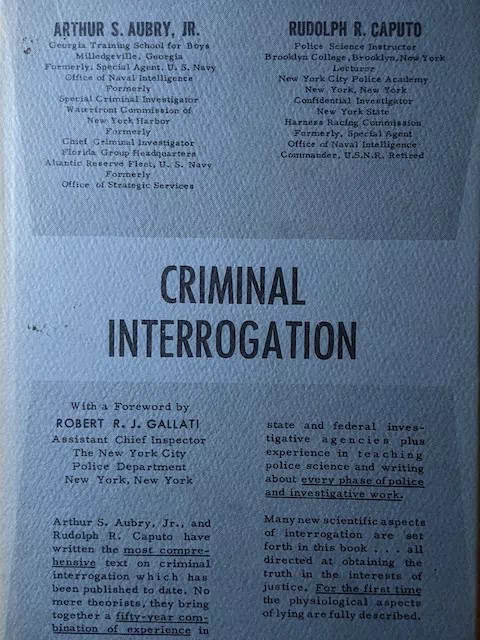 ARTHUR S. AUBRY, JR.
Georgia Training School for Boys
Milledgeville, Georgia
Formerly, Special Agent, U. S. Navy
Office of Naval Intelligence
Formerly
Special Criminal Investigator
Waterfront Commission of
New York Harbor
Formerly
Chief Criminal Investigator
Florida Group Headquarters
Atlantic Reserve Fleet, U. S. Navy
Formerly
Office of Strategic Services
RUDOLPH R. CAPUTO
Police Science Instructor
Brooklyn College, Brooklyn, New York
Lecturer
New York City Police Academy
New York, New York
Confidential Investigator
New York State
Harness Racing Commission
Formerly, Special Agent
Office of Naval Intelligence
Commander, U.S.N.R. Retired
CRIMINAL
INTERROGATION
With a Foreword by
ROBERT R. J. GALLATI
Assistant Chief Inspector
The New York City
Police Department
New York, New York
Arthur S. Aubry, Jr., and
Rudolph R. Caputo have
written the most compre-
hensive text on criminal
interrogation which has
been published to date. No
mere theorists, they bring
together a fifty-year com-
bination of experience in
state and federal inves-
tigative agencies plus
experience in teaching
police science and writing
about every phase of police
and investigative work.
Many new scientific aspects
of interrogation are set
forth in this book . . . all
directed at obtaining the
truth in the interests of
justice. For the first time
the physiological aspects
of lying are fully described.